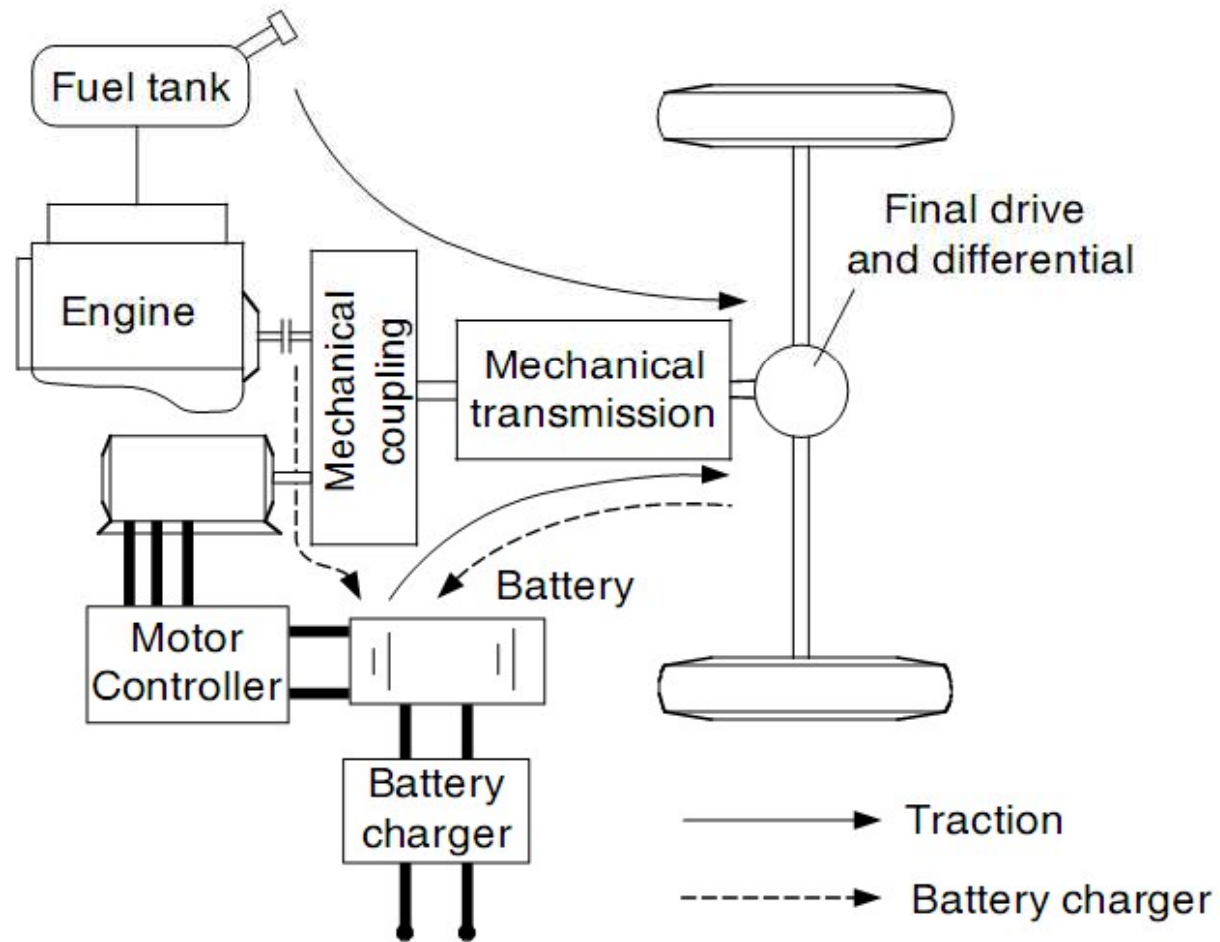 Fuel tank
Final drive
and differential
Engine
Mechanical
coupling
Mechanical
transmission
Battery
Motor
Controller
Battery
charger
Traction
Battery charger